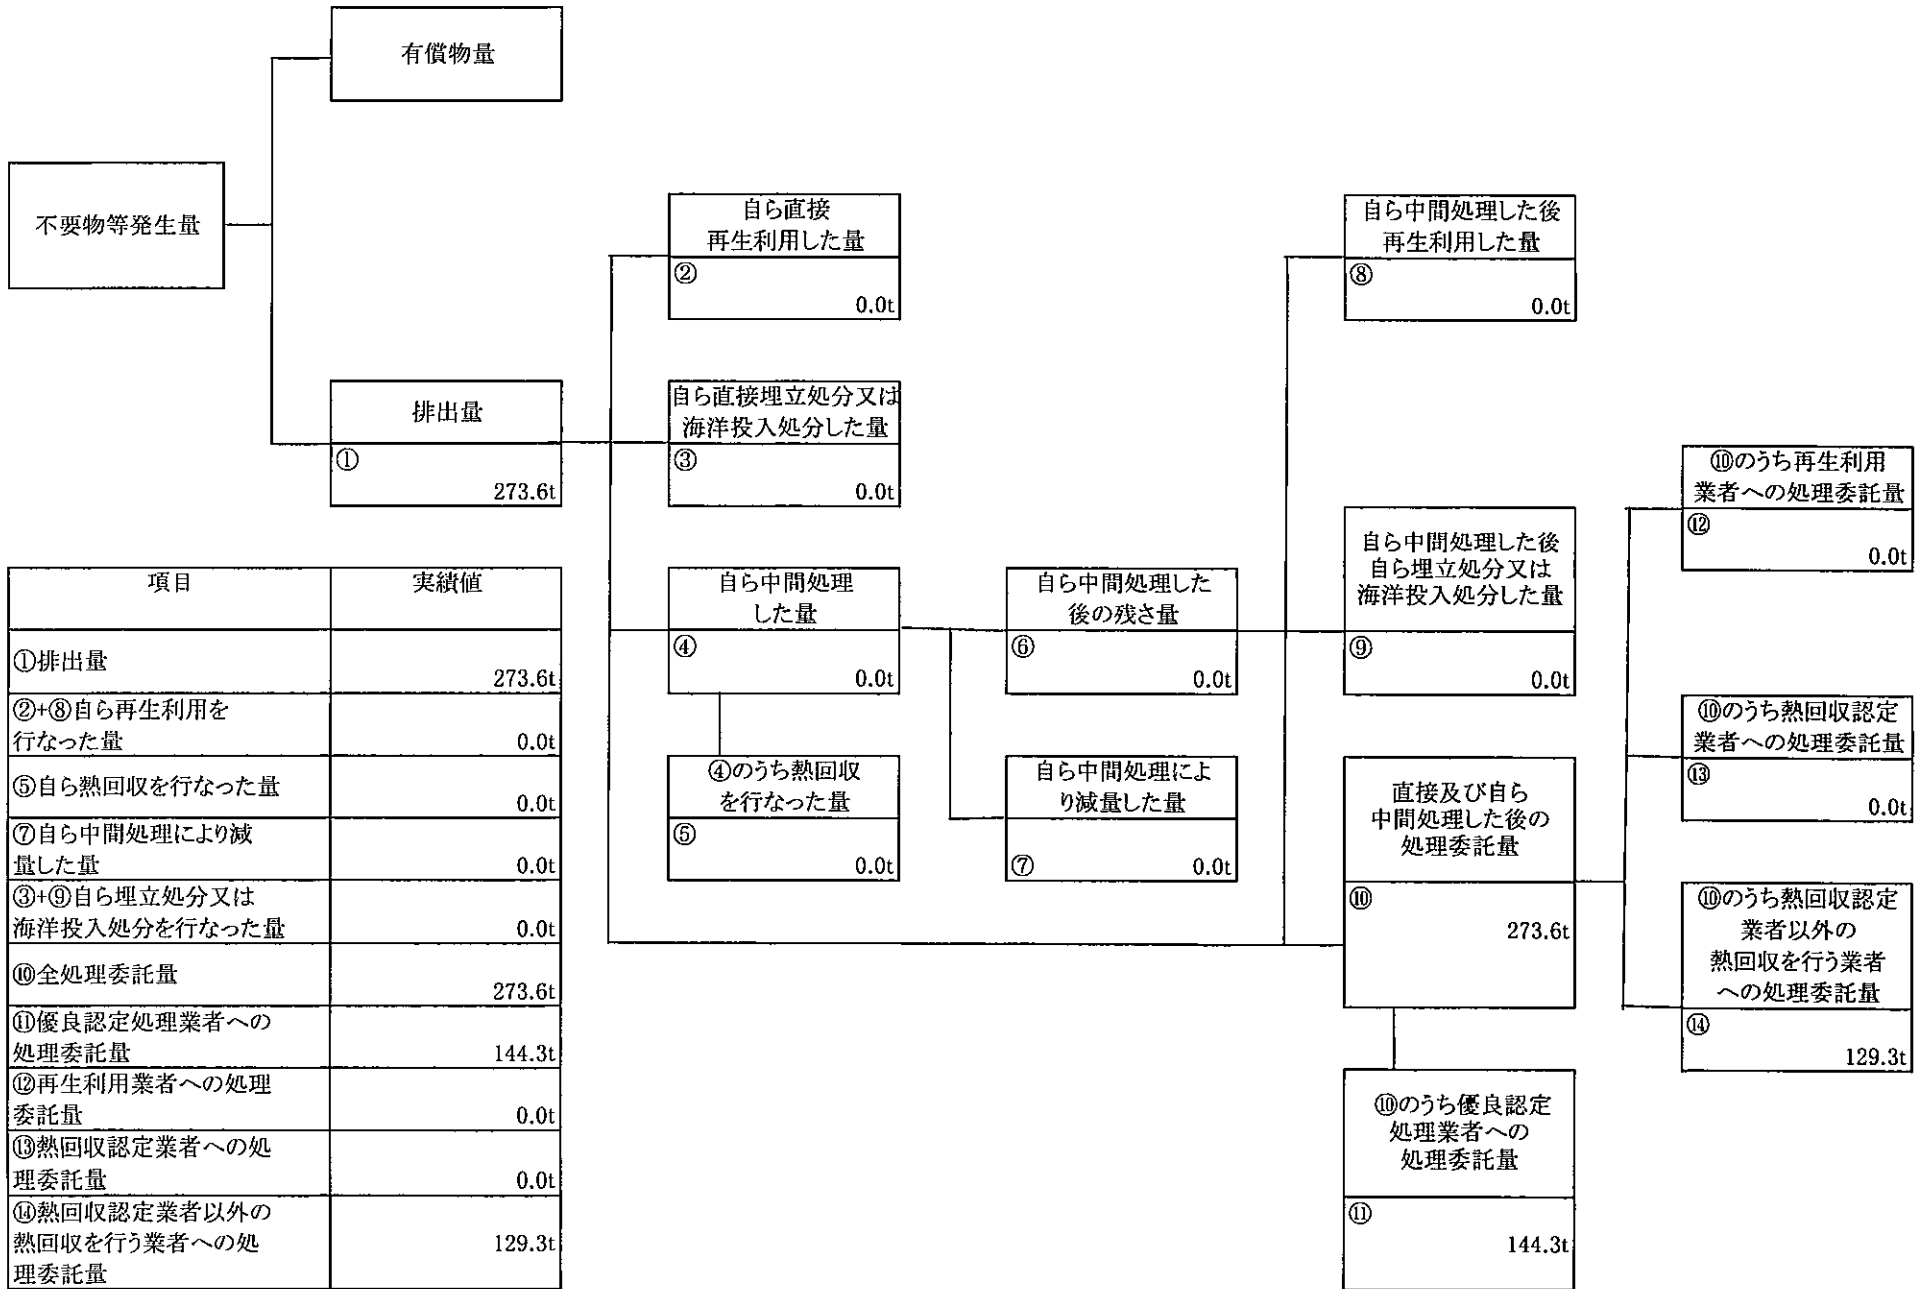 有償物量
不要物等発生量
排出量
①
273.6t
自ら直接
再生利用した量
②
0.0t
自ら直接埋立処分又は
海洋投入処分した量
③
0.0t
自ら中間処理
した量
④
0.0t
④のうち熱回収
を行なった量
⑤
0.0t
自ら中間処理した
後の残さ量
⑥
0.0t
自ら中間処理によ
り減量した量
⑦
0.0t
自ら中間処理した後
再生利用した量
⑧
0.0t
自ら中間処理した後
自ら埋立処分又は
海洋投入処分した量
⑨
0.0t
直接及び自ら
中間処理した後の
処理委託量
⑩
273.6t
⑩のうち優良認定
処理業者への
処理委託量
⑪
144.3t
⑩のうち再生利用
業者への処理委託量
⑫
0.0t
⑩のうち熱回収認定
業者への処理委託量
⑬
0.0t
⑩のうち熱回収認定
業者以外の
熱回収を行う業者
への処理委託量
⑭
129.3t
項目 実績値
①排出量
273.6t
②+⑧自ら再生利用を
行なった量 0.0t
⑤自ら熱回収を行なった量
0.0t
⑦自ら中間処理により減
量した量 0.0t
③+⑨自ら埋立処分又は
海洋投入処分を行なった量 0.0t
⑩全処理委託量
273.6t
⑪優良認定処理業者への
処理委託量 144.3t
⑫再生利用業者への処理
委託量 0.0t
⑬熱回収認定業者への処
理委託量 0.0t
⑭熱回収認定業者以外の
熱回収を行う業者への処 129.3t
理委託量